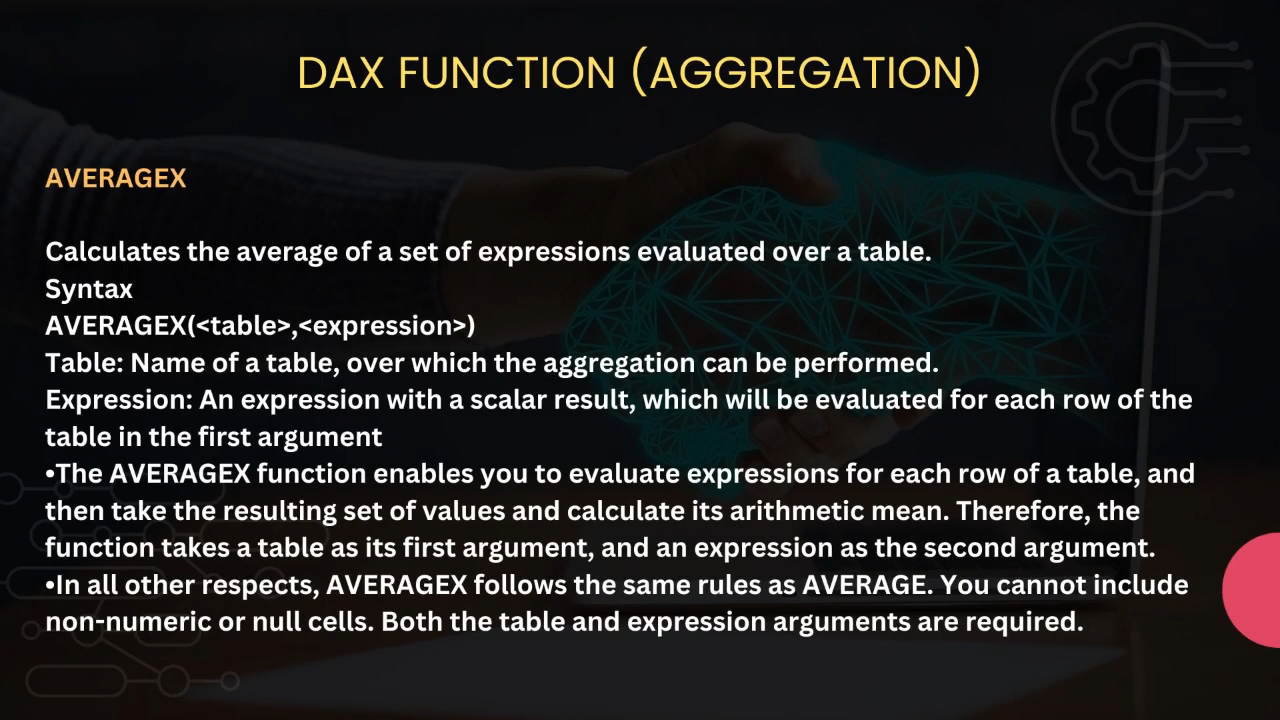 DAX FUNCTION (AGGREGATION)
AVERAGEX
Calculates the average of a set of expressions evaluated over a table.
Syntax
AVERAGEX(<table>,<expression>)
Table: Name of a table, over which the aggregation can be performed.
Expression: An expression with a scalar result, which will be evaluated for each row of the
table in the first argument
•The AVERAGEX function enables you to evaluate expressions for each row of a table, and
then take the resulting set of values and calculate its arithmetic mean. Therefore, the
function takes a table as its first argument, and an expression as the second argument.
•In all other respects, AVERAGEX follows the same rules as AVERAGE. You cannot include
non-numeric or null cells. Both the table and expression arguments are required.